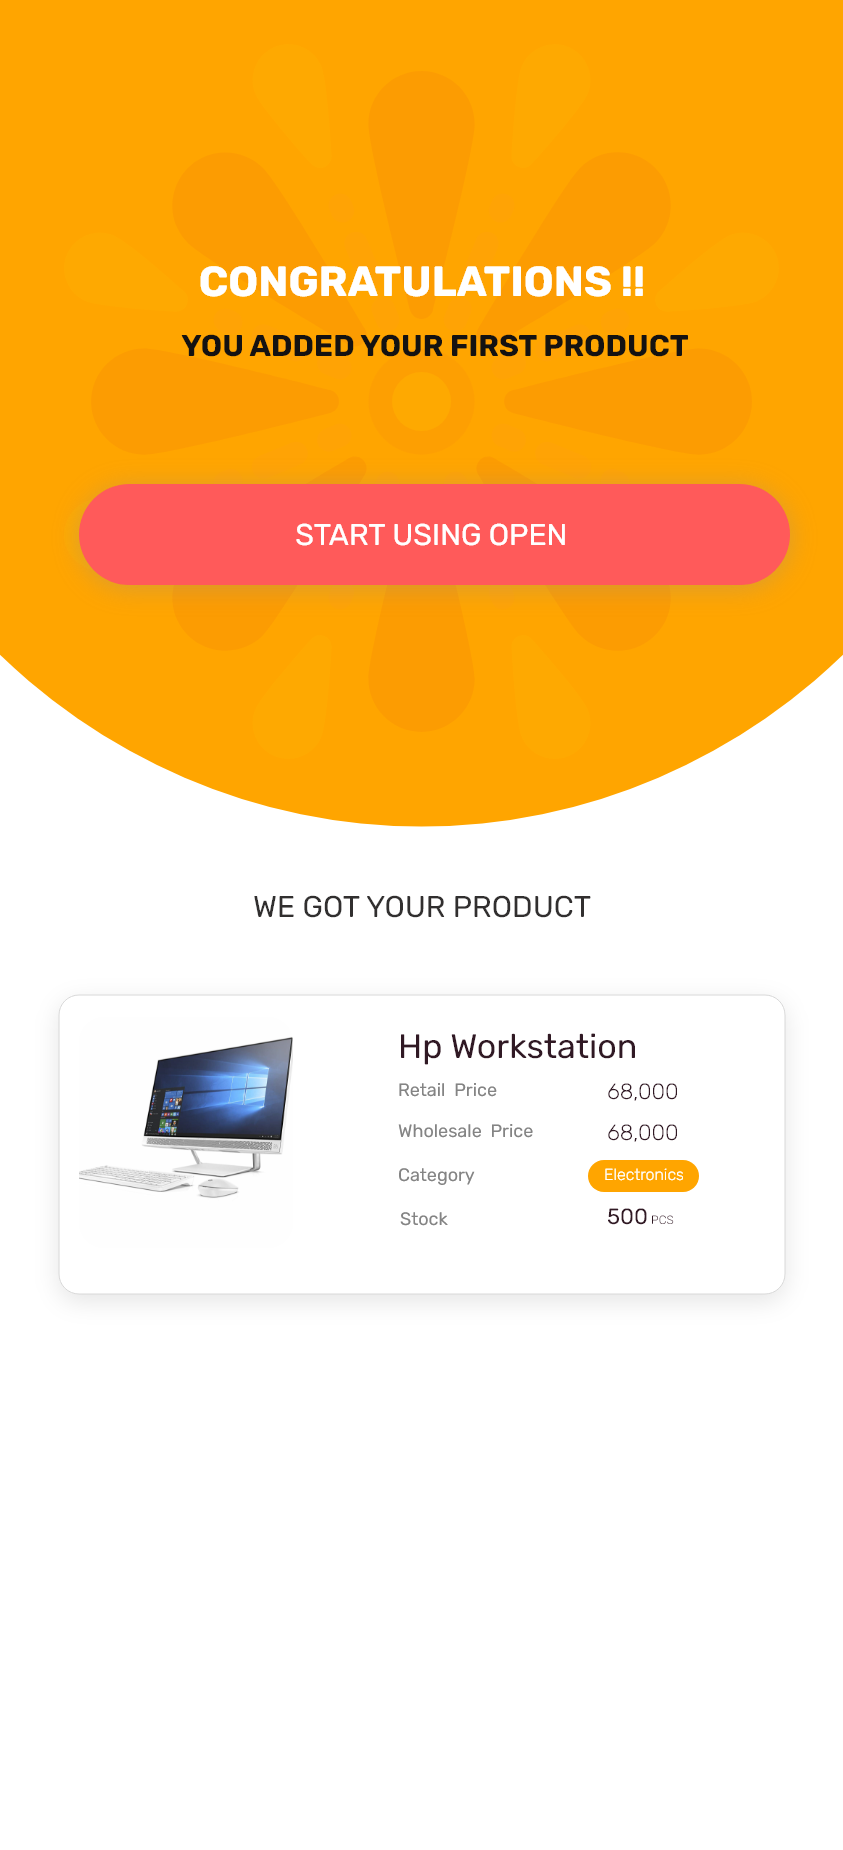 CONGRATULATIONS !!
YOU ADDED YOUR FIRST PRODUCT
START USING OPEN
WE GOT YOUR PRODUCT
Hp Workstation
Retail Price 68,000
Wholesale Price 68,000
Category Electronics
Stock 500 PCS